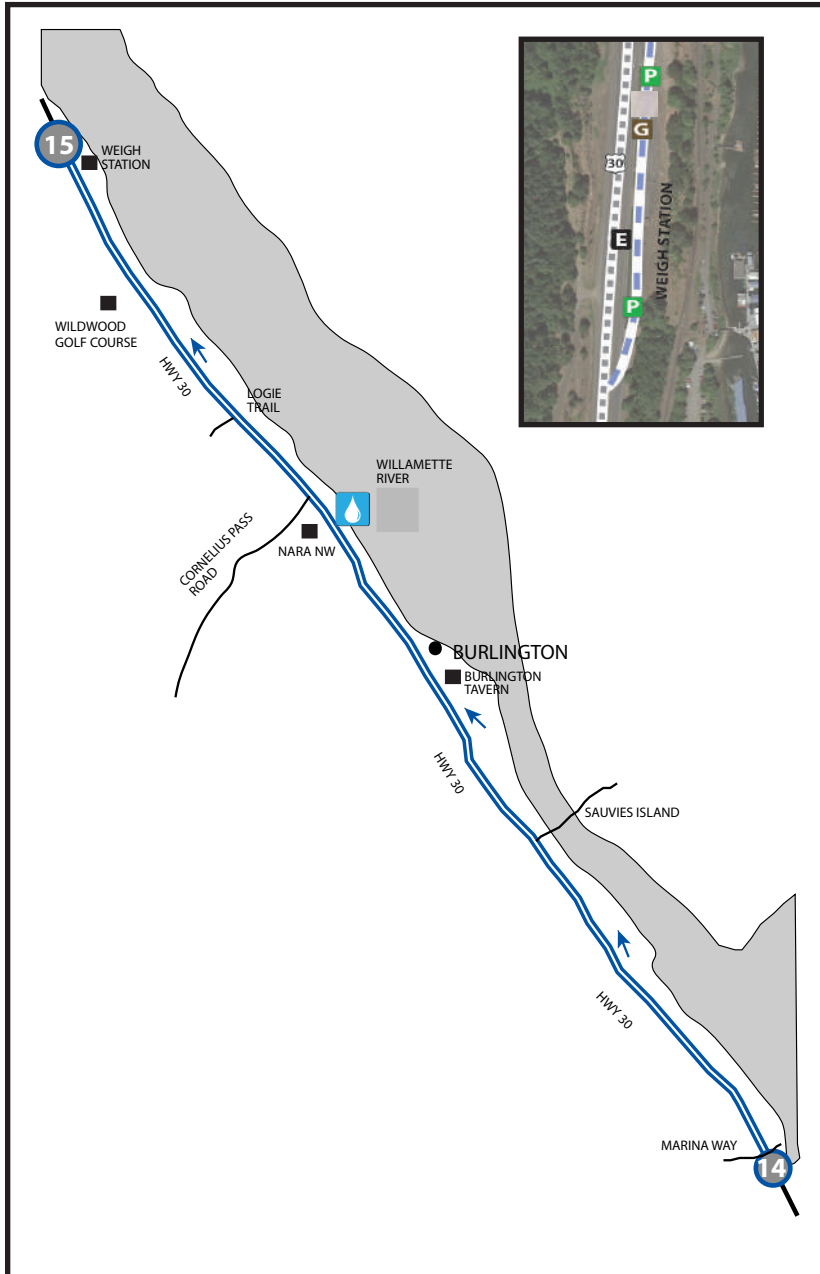 15
WEIGH
STATION
P
G
30
E
WEIGH STATION
P
WILDWOOD
GOLF COURSE
HWY 30
LOGIE
TRAIL
WILLAMETTE
RIVER
CORNELIUS PASS
ROAD
NARA NW
BURLINGTON
BURLINGTON
TAVERN
HWY 30
SAUVIES ISLAND
HWY 30
MARINA WAY
14